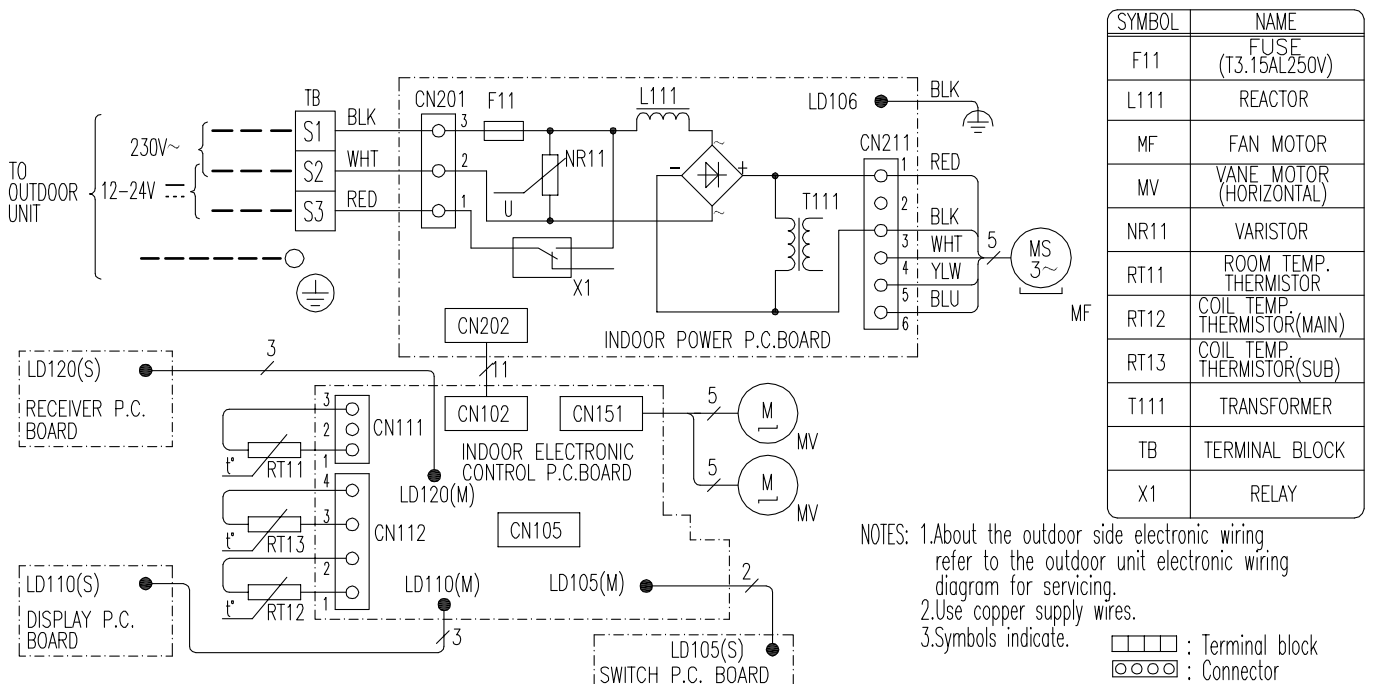 TO
OUTDOOR
UNIT
230V~
12-24V
TB
S1
S2
S3
BLK
WHT
RED
CN201
3
2
1
F11
NR11
U
X1
L111
~
-
+
~
T111
LD106
BLK
CN211
1
2
3
4
5
6
RED
BLK
WHT
YLW
BLU
5
MS
3~
MF
INDOOR POWER P.C.BOARD
CN202
11
CN102
CN151
INDOOR ELECTRONIC
CONTROL P.C.BOARD
5
M
MV
5
M
MV
LD120(S)
RECEIVER P.C.
BOARD
3
LD120(M)
3
2
1
CN111
t°
RT11
4
3
2
1
CN112
t°
RT13
t°
RT12
CN105
LD110(S)
DISPLAY P.C.
BOARD
3
LD110(M)
LD105(M)
2
LD105(S)
SWITCH P.C. BOARD
SYMBOL NAME
F11 FUSE
(T3.15AL250V)
L111 REACTOR
MF FAN MOTOR
MV VANE MOTOR
(HORIZONTAL)
NR11 VARISTOR
RT11 ROOM TEMP.
THERMISTOR
RT12 COIL TEMP.
THERMISTOR(MAIN)
RT13 COIL TEMP.
THERMISTOR(SUB)
T111 TRANSFORMER
TB TERMINAL BLOCK
X1 RELAY
NOTES: 1.About the outdoor side electronic wiring
refer to the outdoor unit electronic wiring
diagram for servicing.
2.Use copper supply wires.
3.Symbols indicate.
: Terminal block
: Connector